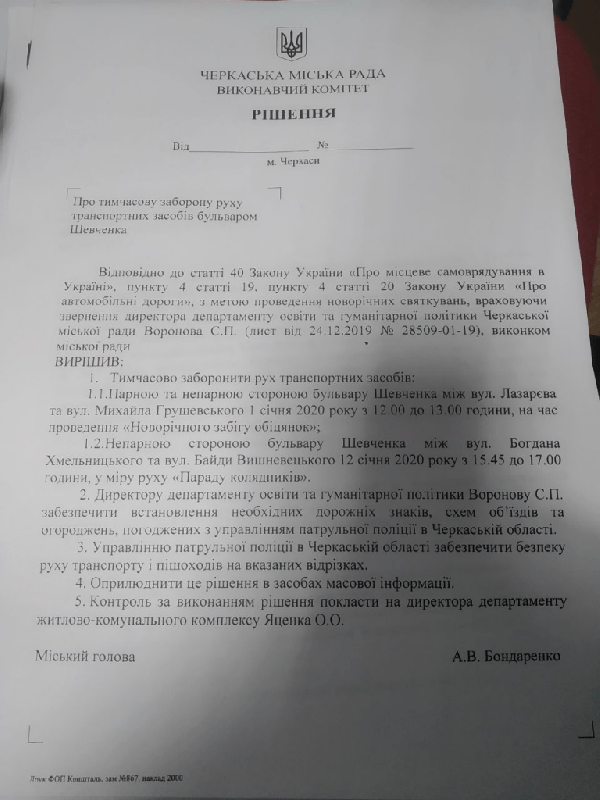 ЧЕРКАСЬКА МІСЬКА РАДА
ВИКОНАВЧИЙ КОМІТЕТ
РІШЕННЯ
Від____________________ № ____________
м. Черкаси
Про тимчасову заборону руху
транспортних засобів бульваром
Шевченка
Відповідно до статті 40 Закону України «Про місцеве самоврядування в
Україні», пункту 4 статті 19, пункту 4 статті 20 Закону України «Про
автомобільні дороги», з метою проведення новорічних святкувань, враховуючи
звернення директора департаменту освіти та гуманітарної політики Черкаської
міської ради Воронова С.П. (лист від 24.12.2019 № 28509-01-19), виконком
міської ради
ВИРІШИВ:
1. Тимчасово заборонити рух транспортних засобів:
1.1.Парною та непарною стороною бульвару Шевченка між вул. Лазарєва
та вул. Михайла Грушевського 1 січня 2020 року з 12.00 до 13.00 години, на час
проведення «Новорічного забігу обіцянок»;
1.2.Непарною стороною бульвару Шевченка між вул. Богдана
Хмельницького та вул. Байди Вишневецького 12 січня 2020 року з 15.45 до 17.00
години, у міру руху «Параду колядників».
2. Директору департаменту освіти та гуманітарної політики Воронову С.П.
забезпечити встановлення необхідних дорожніх знаків, схем об’їздів та
огороджень, погоджених з управлінням патрульної поліції в Черкаській області.
3. Управлінню патрульної поліції в Черкаській області забезпечити безпеку
руху транспорту і пішоходів на вказаних відрізках.
4. Оприлюднити це рішення в засобах масової інформації.
5. Контроль за виконанням рішення покласти на директора департаменту
житлово-комунального комплексу Яценка О.О.
Міський голова А.В. Бондаренко
Друк ФОП Кришталь, зам №867, наклад 2000